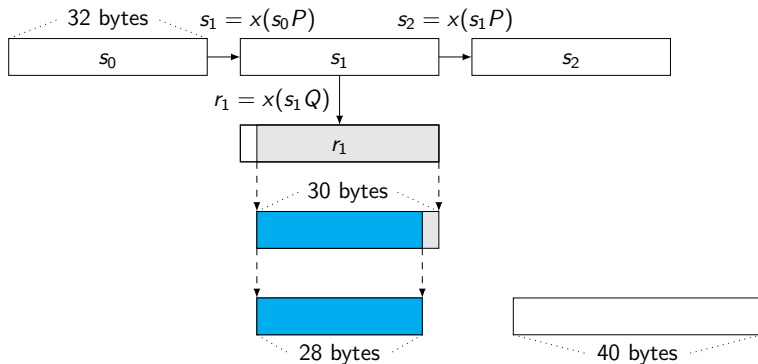 32 bytes
s₁ = x(s₀P)
s₂ = x(s₁P)
s₀
s₁
s₂
r₁ = x(s₁Q)
r₁
30 bytes
28 bytes
40 bytes